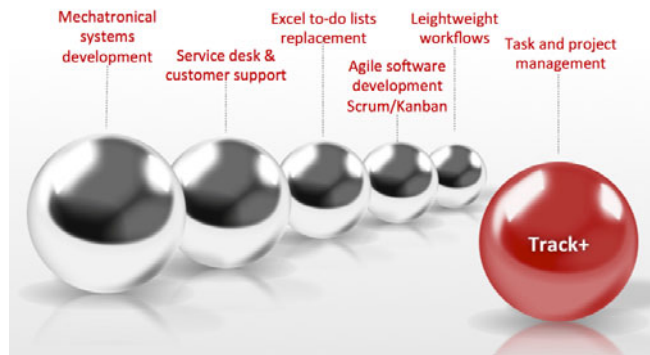 Mechatronical
systems
development
Service desk &
customer support
Excel to-do lists
replacement
Agile software
development
Scrum/Kanban
Leightweight
workflows
Task and project
management
Track+